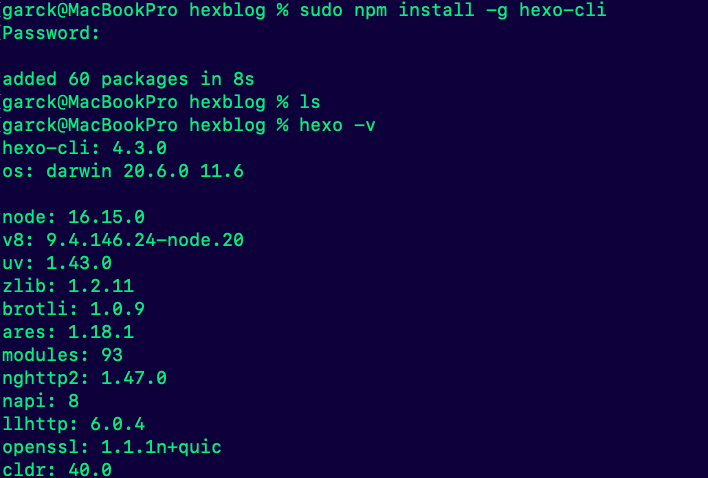 [garck@MacBookPro hexblog % sudo npm install -g hexo-cli
[Password:
added 60 packages in 8s
[garck@MacBookPro hexblog % ls
[garck@MacBookPro hexblog % hexo -v
hexo-cli: 4.3.0
os: darwin 20.6.0 11.6
node: 16.15.0
v8: 9.4.146.24-node.20
uv: 1.43.0
zlib: 1.2.11
brotli: 1.0.9
ares: 1.18.1
modules: 93
nghttp2: 1.47.0
napi: 8
llhttp: 6.0.4
openssl: 1.1.1n+quic
cldr: 40.0